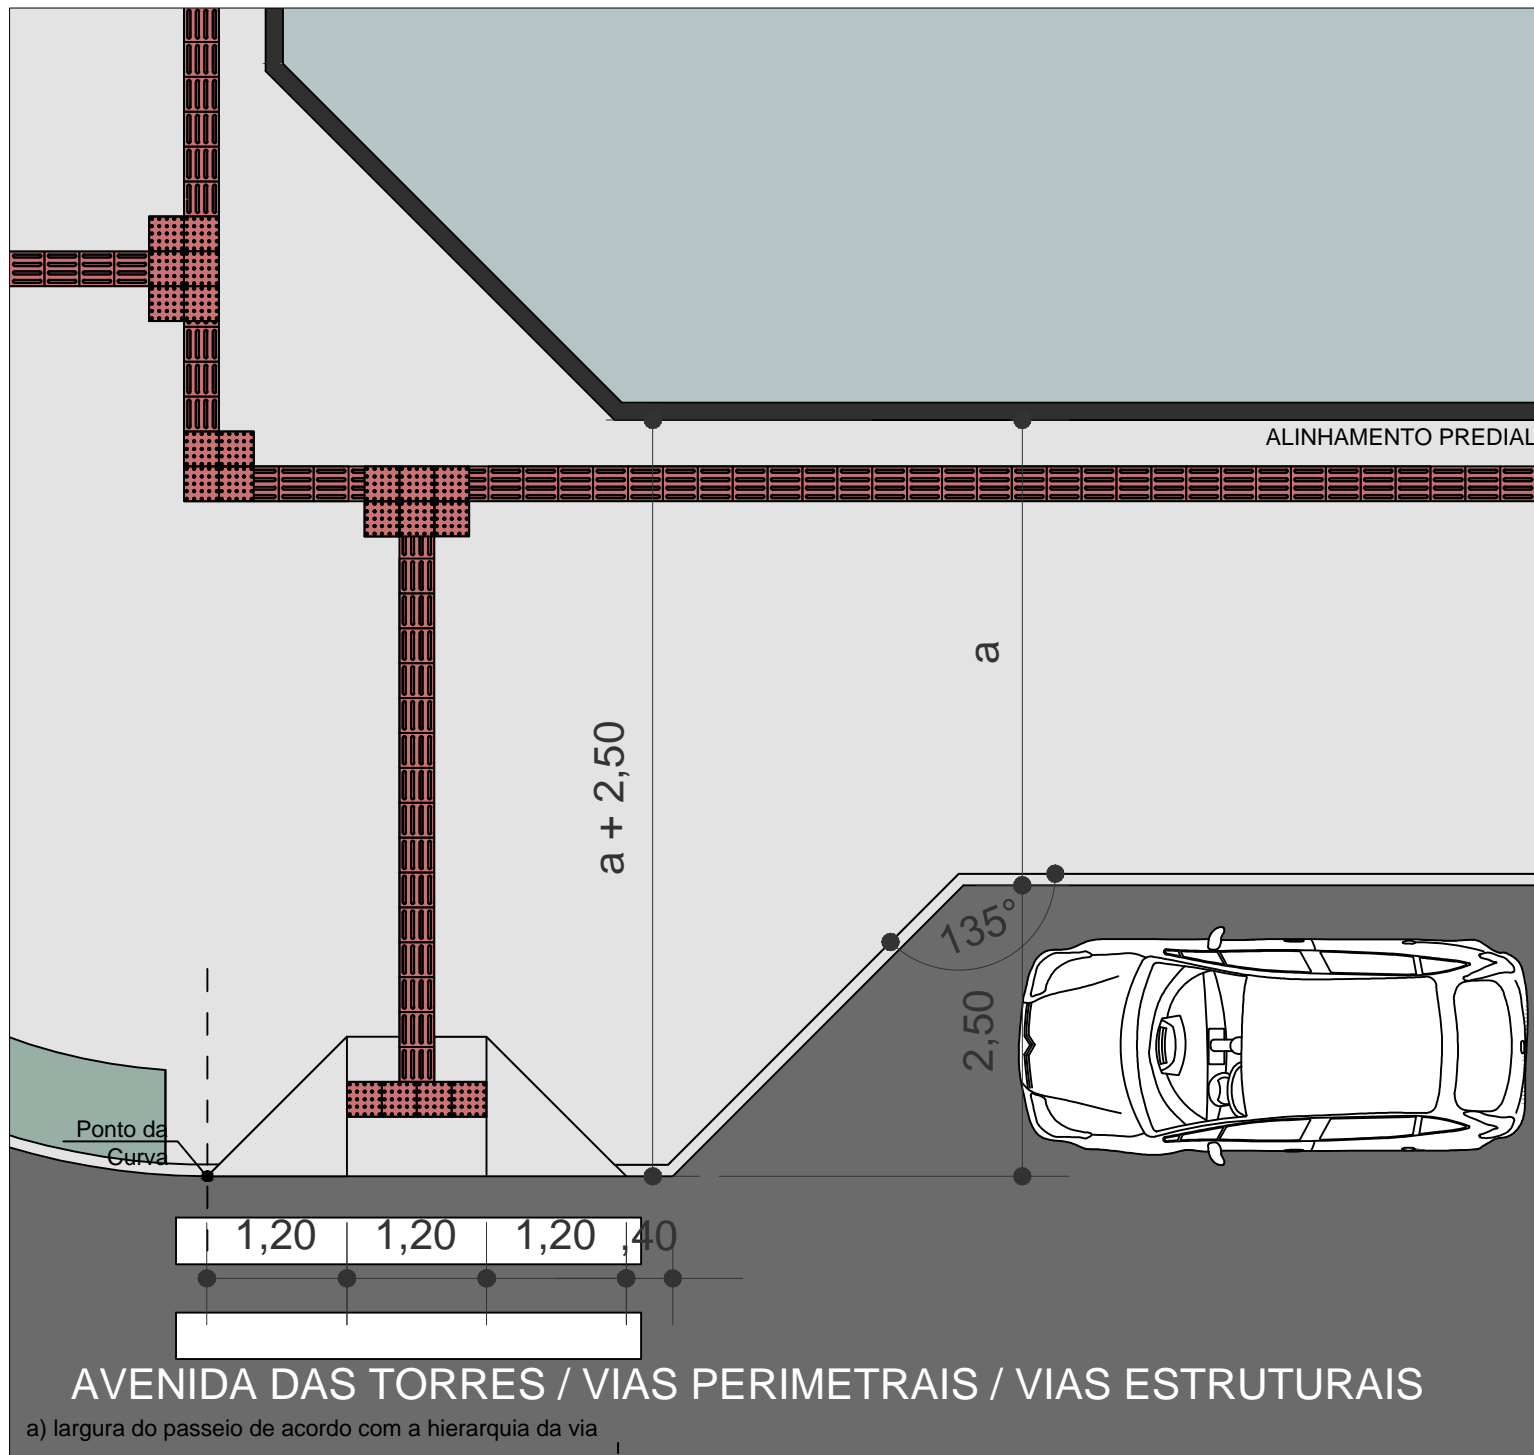 ALINHAMENTO PREDIAL
a
a + 2,50
135°
2,50
Ponto da
Curva
1,20 1,20 1,20 ,40
AVENIDA DAS TORRES / VIAS PERIMETRAIS / VIAS ESTRUTURAIS
a) largura do passeio de acordo com a hierarquia da via